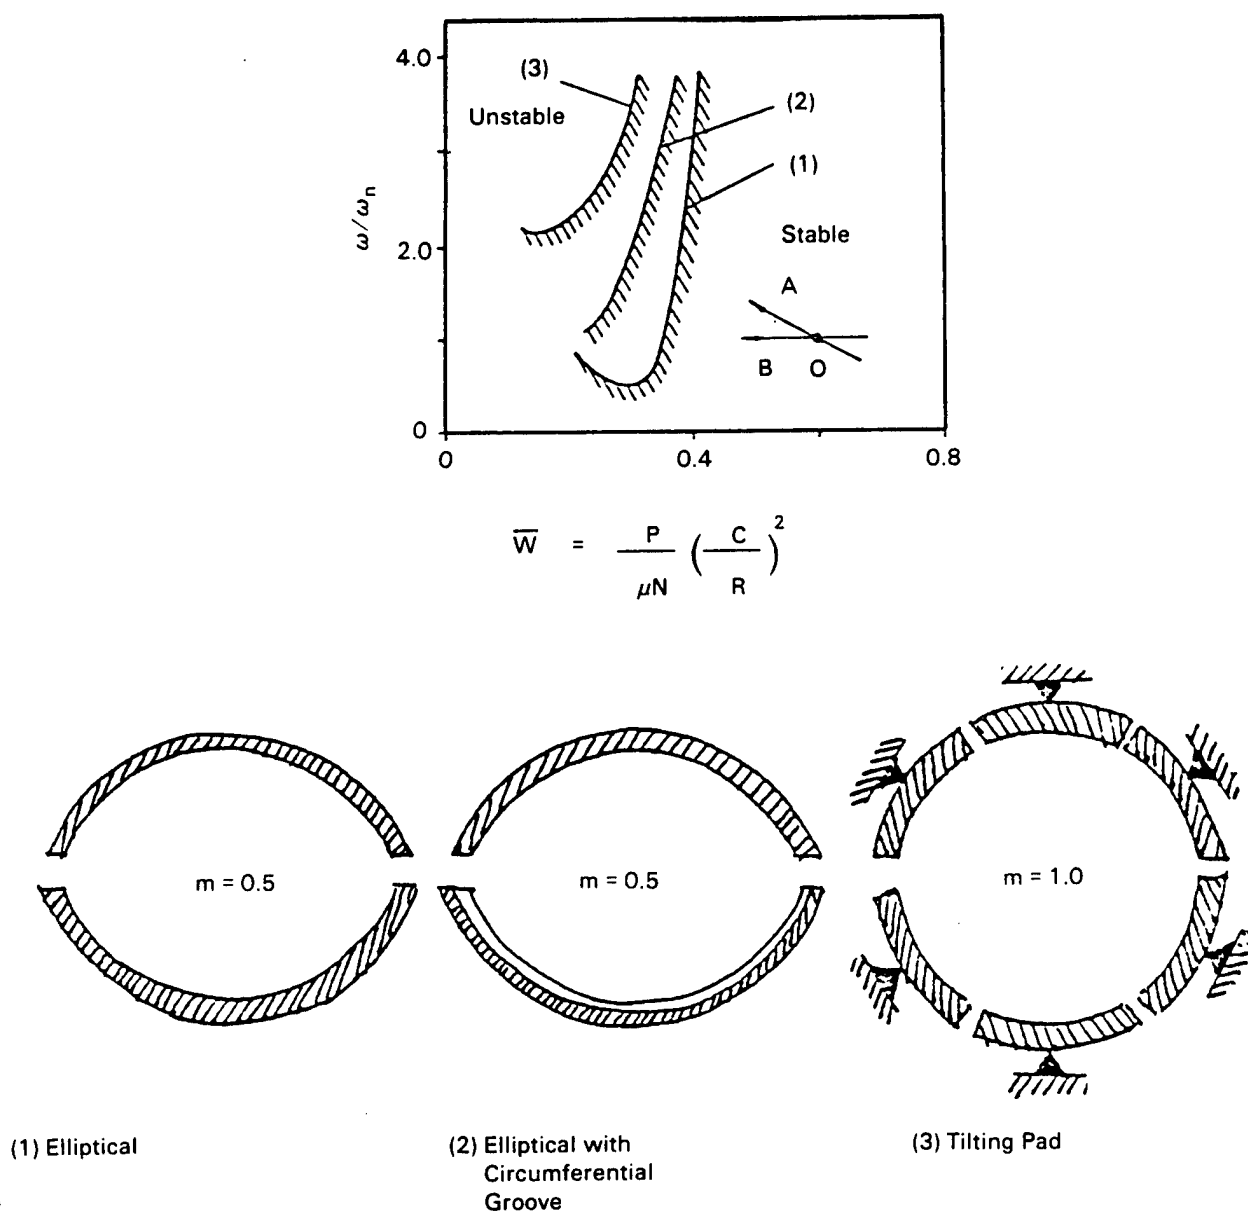 4.0
(3)
Unstable
(2)
(1)
ω/ωn
2.0
Stable
A
B O
0
0 0.4 0.8
W̅ = P/μN (C/R)²
m = 0.5
m = 0.5
m = 1.0
(1) Elliptical
(2) Elliptical with
Circumferential
Groove
(3) Tilting Pad